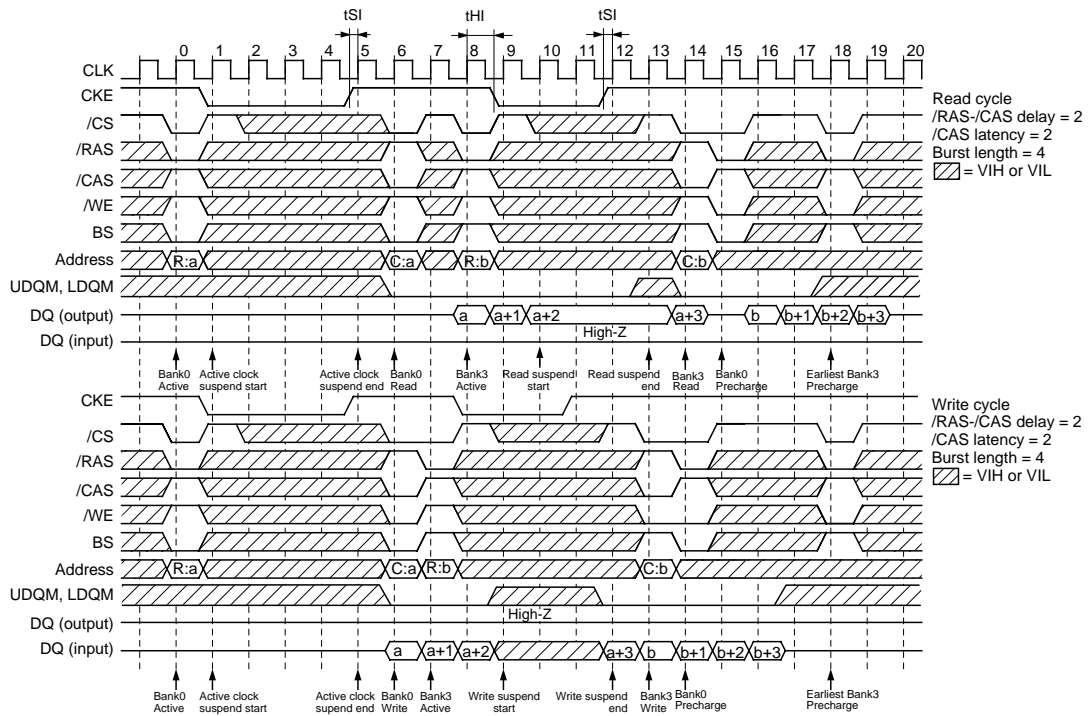 tSI tHI tSI
0 1 2 3 4 5 6 7 8 9 10 11 12 13 14 15 16 17 18 19 20
CLK
CKE
/CS
/RAS
/CAS
/WE
BS
Address R:a C:a R:b C:b
UDQM, LDQM
DQ (output) a a+1 a+2 a+3 b b+1 b+2 b+3
High-Z
DQ (input)
Bank0 Active
Active clock suspend start
Active clock suspend end
Bank0 Read
Bank3 Active
Read suspend start
Read suspend end
Bank3 Read
Bank0 Precharge
Earliest Bank3 Precharge
Read cycle
/RAS-/CAS delay = 2
/CAS latency = 2
Burst length = 4
= VIH or VIL
CKE
/CS
/RAS
/CAS
/WE
BS
Address R:a C:a R:b C:b
UDQM, LDQM
High-Z
DQ (output)
DQ (input) a a+1 a+2 a+3 b b+1 b+2 b+3
Bank0 Active
Active clock suspend start
Active clock supend end
Bank0 Write
Bank3 Active
Write suspend start
Write suspend end
Bank3 Write
Bank0 Precharge
Earliest Bank3 Precharge
Write cycle
/RAS-/CAS delay = 2
/CAS latency = 2
Burst length = 4
= VIH or VIL